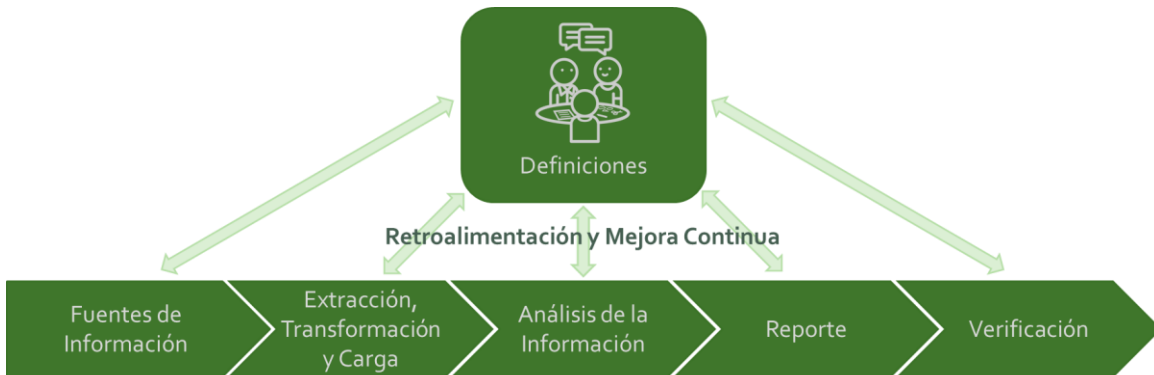 Definiciones
Retroalimentación y Mejora Continua
Fuentes de
Información
Extracción,
Transformación
y Carga
Análisis de la
Información
Reporte
Verificación